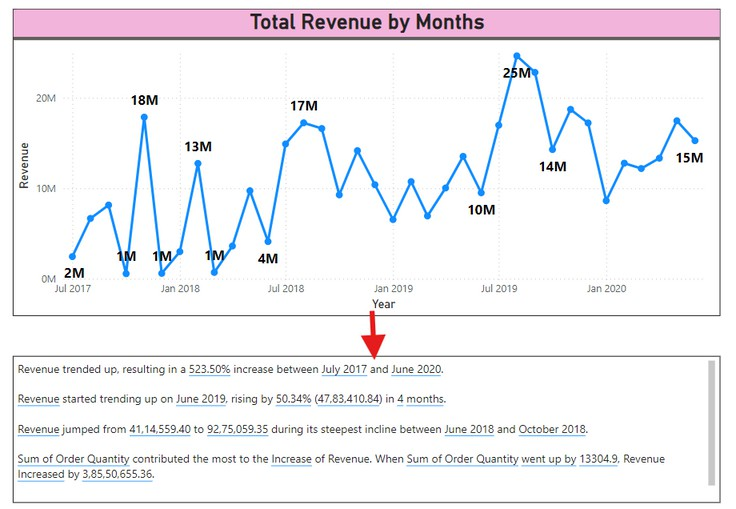 Total Revenue by Months
Revenue
20M
10M
0M
2M
1M
18M
1M
13M
1M
4M
17M
10M
25M
14M
15M
Jul 2017
Jan 2018
Jul 2018
Jan 2019
Jul 2019
Jan 2020
Year
Revenue trended up, resulting in a 523.50% increase between July 2017 and June 2020.
Revenue started trending up on June 2019, rising by 50.34% (47,83,410.84) in 4 months.
Revenue jumped from 41,14,559.40 to 92,75,059.35 during its steepest incline between June 2018 and October 2018.
Sum of Order Quantity contributed the most to the Increase of Revenue. When Sum of Order Quantity went up by 13304.9, Revenue
Increased by 3,85,50,655.36.